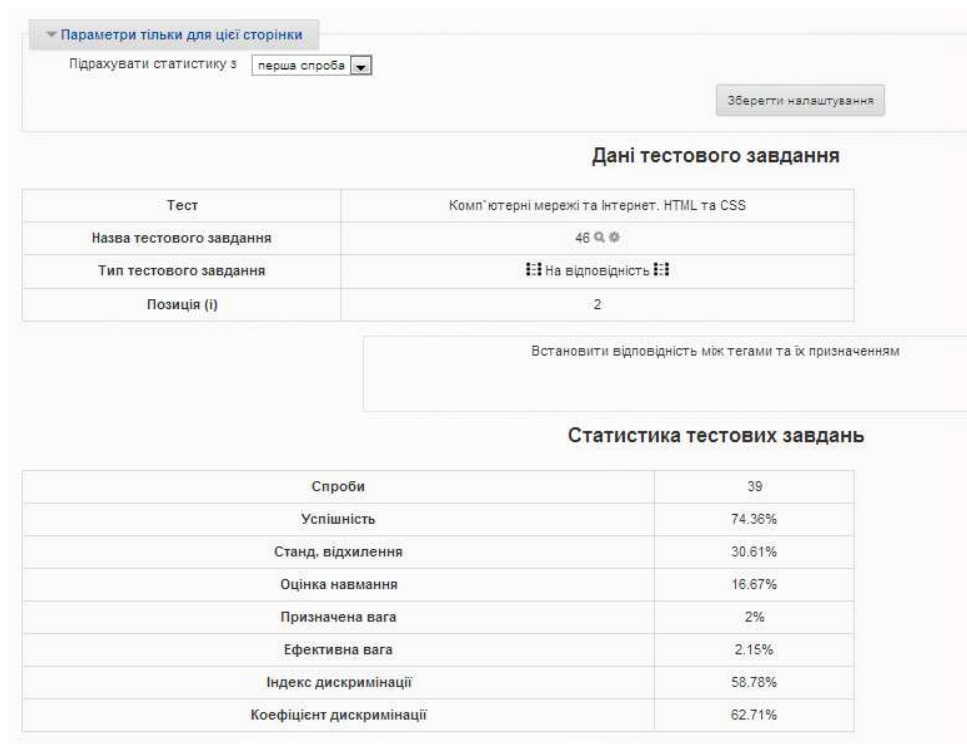 Параметри тільки для цієї сторінки
Підрахувати статистику з перша спроба
Зберегти налаштування
Дані тестового завдання
Тест Комп`ютерні мережі та Інтернет. HTML та CSS
Назва тестового завдання 46
Тип тестового завдання На відповідність
Позиція (i) 2
Встановити відповідність між тегами та їх призначенням
Статистика тестових завдань
Спроби 39
Успішність 74.36%
Станд. відхилення 30.61%
Оцінка навмання 16.67%
Призначена вага 2%
Ефективна вага 2.15%
Індекс дискримінації 58.78%
Коефіцієнт дискримінації 62.71%